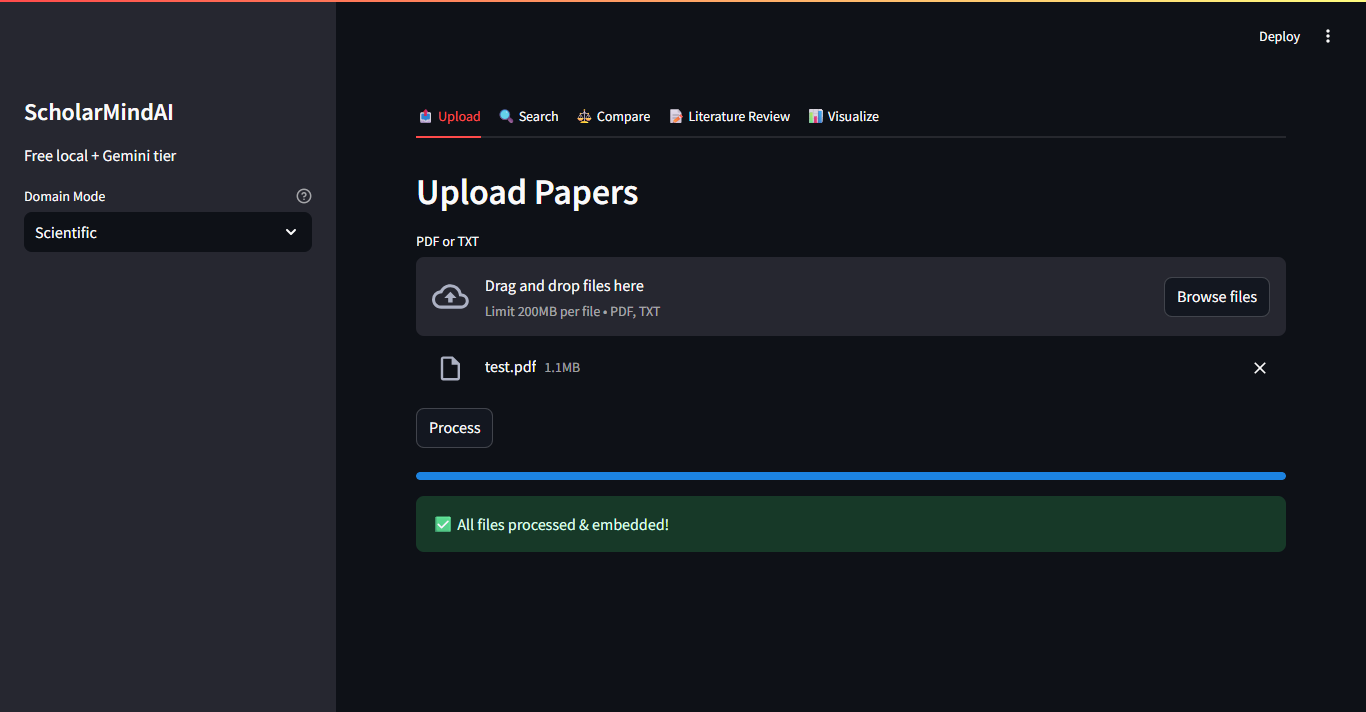 Deploy
ScholarMindAI
Free local + Gemini tier
Domain Mode
Scientific
Upload Search Compare Literature Review Visualize
Upload Papers
PDF or TXT
Drag and drop files here
Limit 200MB per file • PDF, TXT
Browse files
test.pdf 1.1MB
Process
✅ All files processed & embedded!